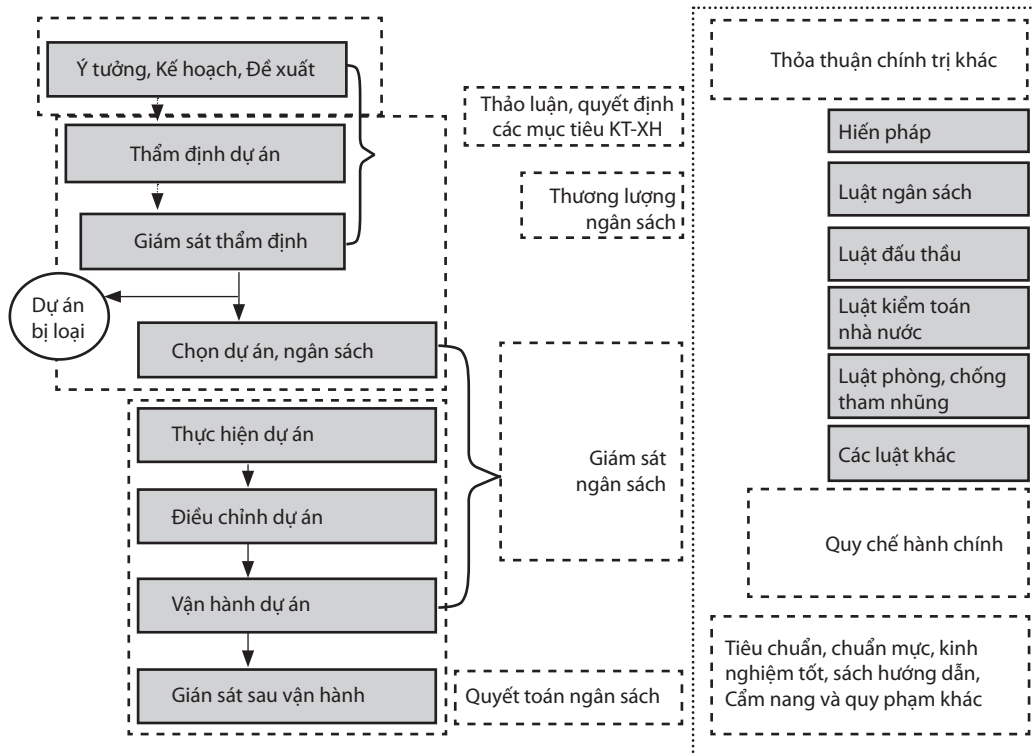 Ý tưởng, Kế hoạch, Đề xuất
Thẩm định dự án
Giám sát thẩm định
Dự án
bị loại
Chọn dự án, ngân sách
Thực hiện dự án
Điều chỉnh dự án
Vận hành dự án
Gián sát sau vận hành
Thảo luận, quyết định
các mục tiêu KT-XH
Thương lượng
ngân sách
Giám sát
ngân sách
Quyết toán ngân sách
Thỏa thuận chính trị khác
Hiến pháp
Luật ngân sách
Luật đấu thầu
Luật kiểm toán
nhà nước
Luật phòng, chống
tham nhũng
Các luật khác
Quy chế hành chính
Tiêu chuẩn, chuẩn mực, kinh
nghiệm tốt, sách hướng dẫn,
Cẩm nang và quy phạm khác